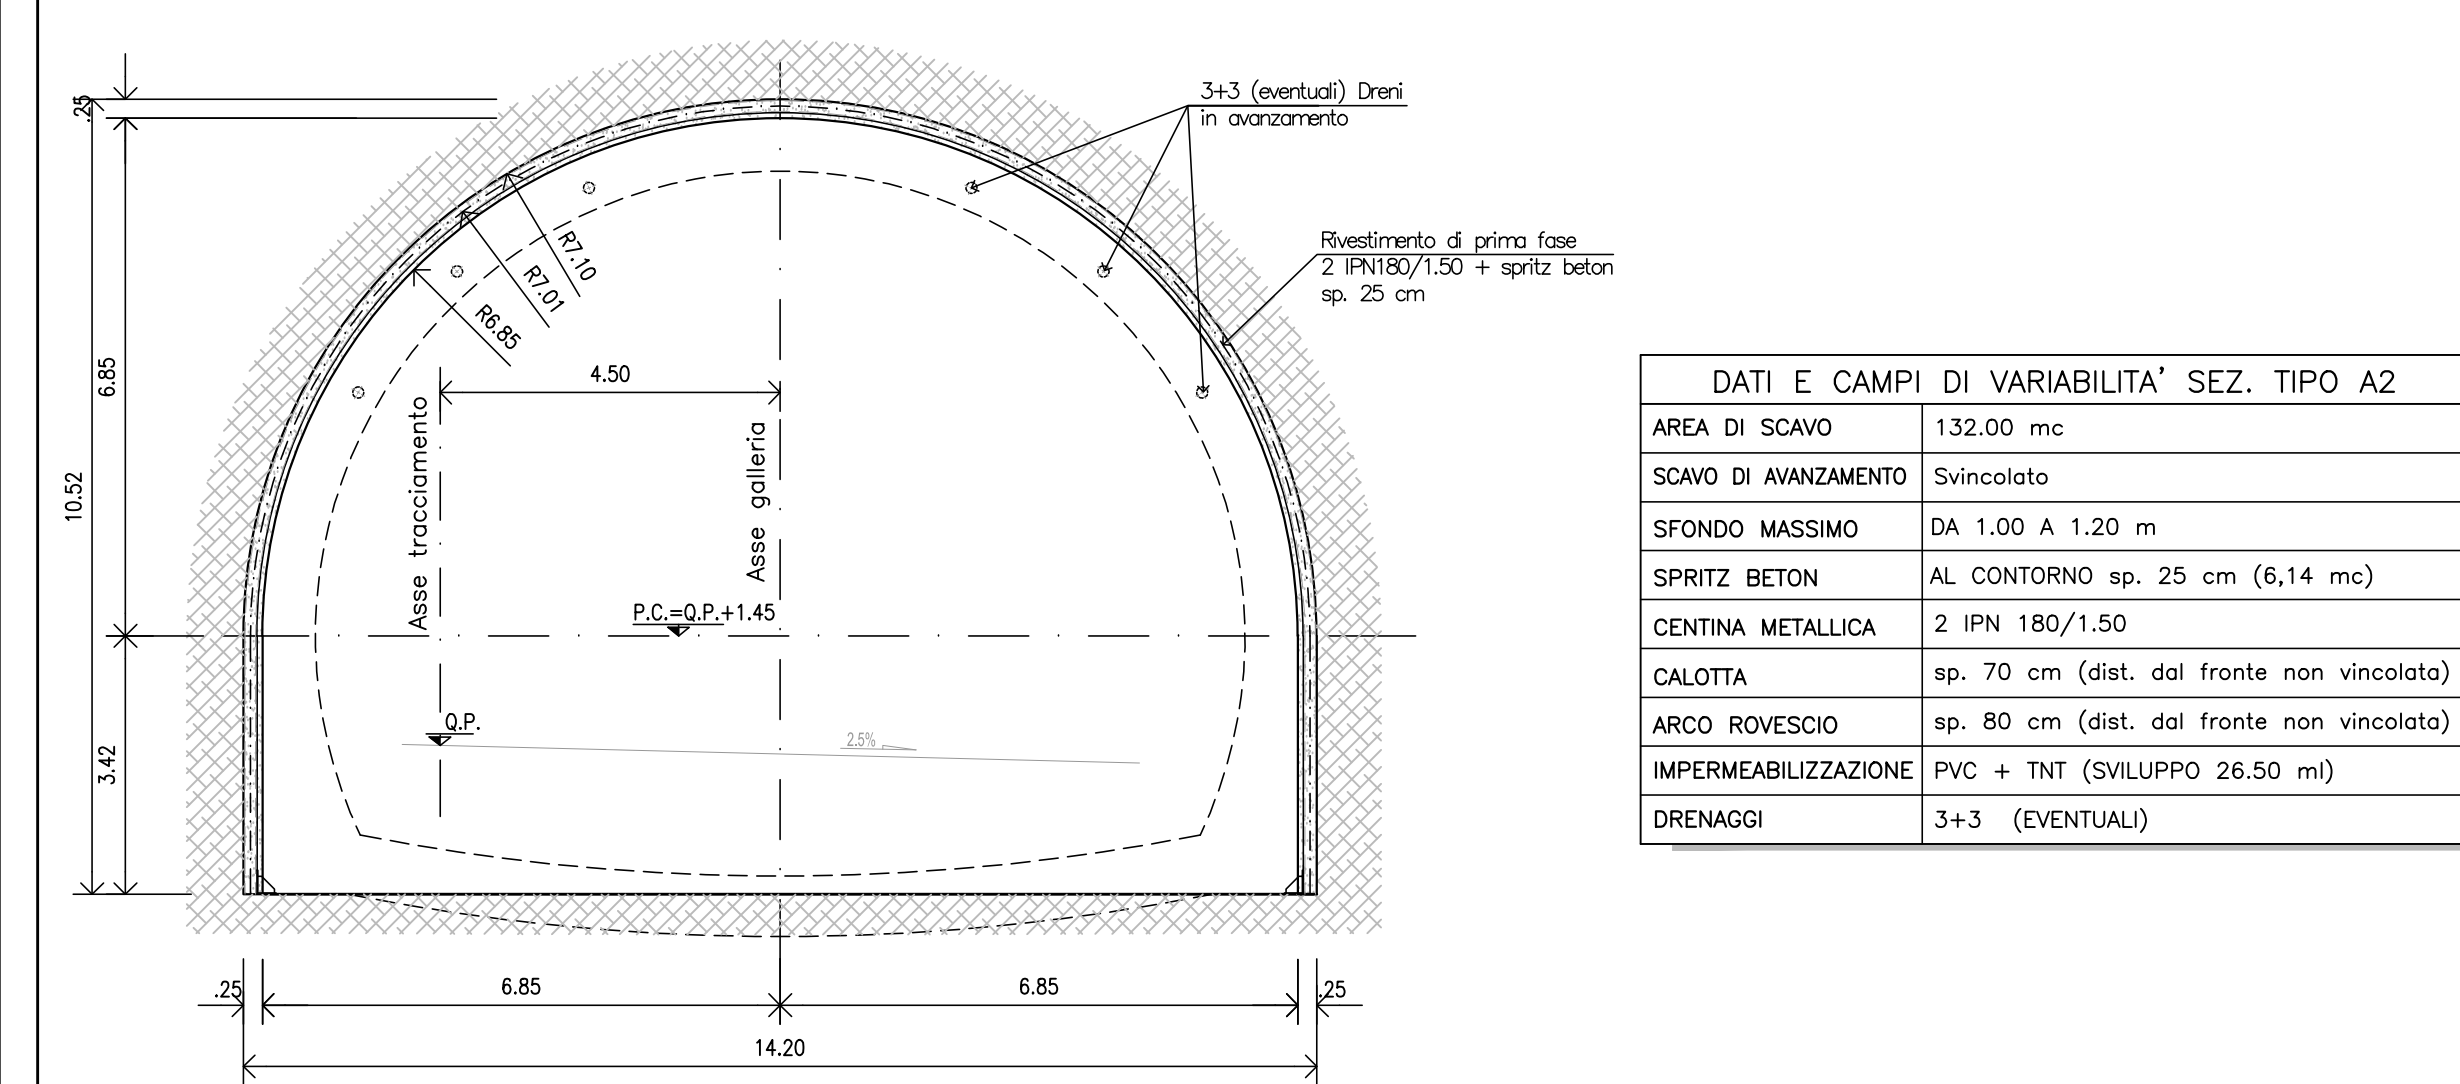 3+3 (eventuali) Dreni
in avanzamento
Rivestimento di prima fase
2 IPN180/1.50 + spritz beton
sp. 25 cm
.25
6.85
10.52
3.42
R7.10
R7.01
R6.85
4.50
Asse tracciamento
Asse galleria
P.C.=Q.P.+1.45
Q.P.
2.5%
.25
6.85
6.85
.25
14.20
DATI E CAMPI DI VARIABILITA' SEZ. TIPO A2
AREA DI SCAVO 132.00 mc
SCAVO DI AVANZAMENTO Svincolato
SFONDO MASSIMO DA 1.00 A 1.20 m
SPRITZ BETON AL CONTORNO sp. 25 cm (6,14 mc)
CENTINA METALLICA 2 IPN 180/1.50
CALOTTA sp. 70 cm (dist. dal fronte non vincolata)
ARCO ROVESCIO sp. 80 cm (dist. dal fronte non vincolata)
IMPERMEABILIZZAZIONE PVC + TNT (SVILUPPO 26.50 ml)
DRENAGGI 3+3 (EVENTUALI)